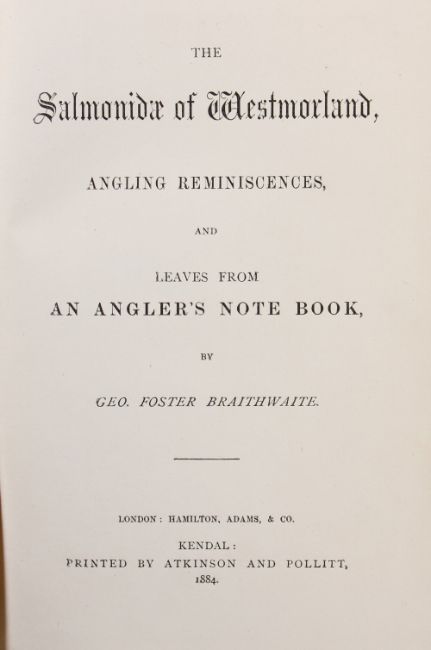 THE
Salmonidæ of Westmorland,
ANGLING REMINISCENCES,
AND
LEAVES FROM
AN ANGLER'S NOTE BOOK,
BY
GEO. FOSTER BRAITHWAITE.
LONDON: HAMILTON, ADAMS, & CO.
KENDAL:
PRINTED BY ATKINSON AND POLLITT,
1884.